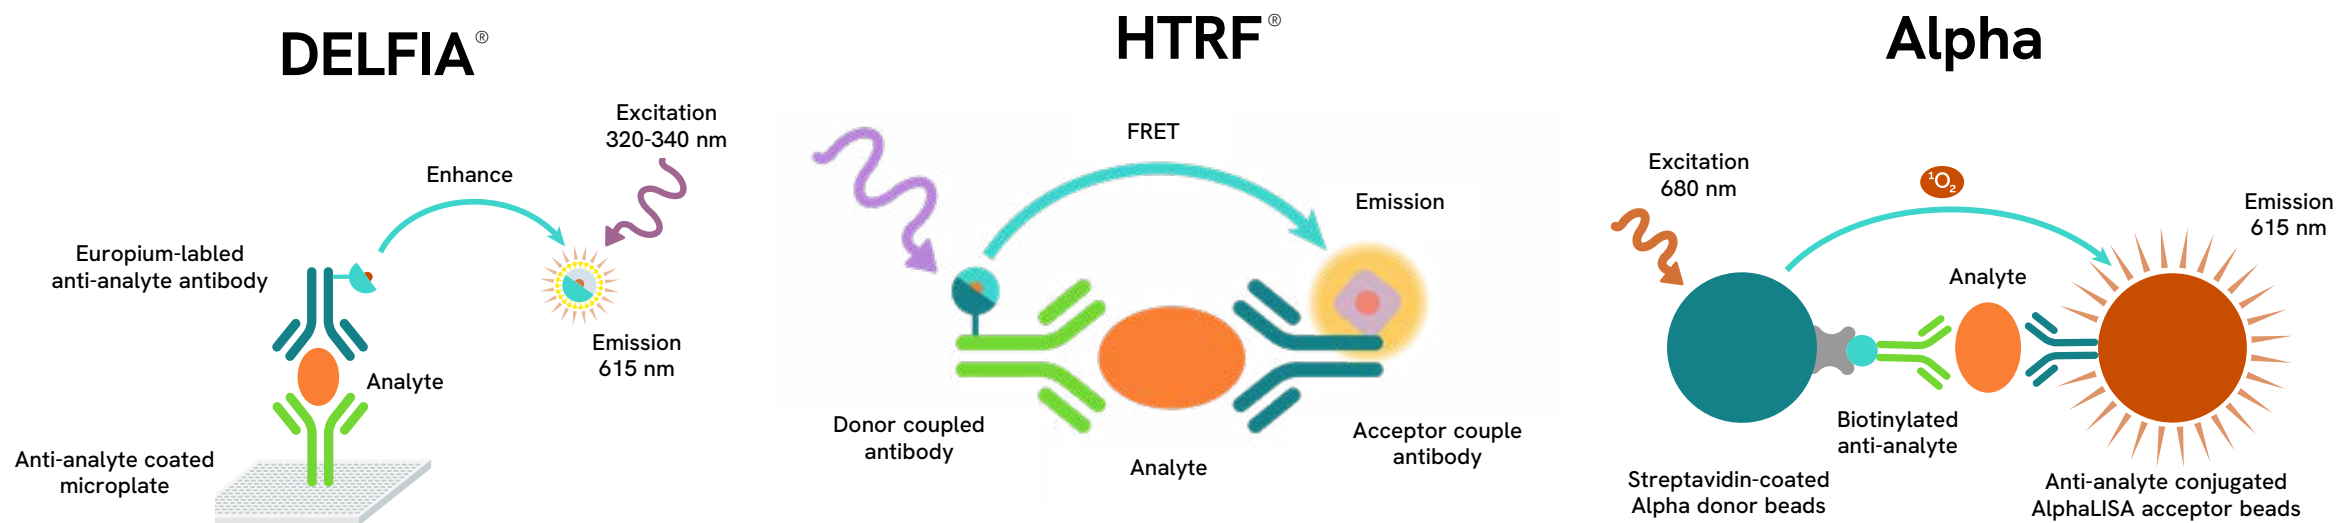 DELFIA®
Excitation
320-340 nm
Enhance
Europium-labled
anti-analyte antibody
Emission
615 nm
Analyte
Anti-analyte coated
microplate
HTRF®
FRET
Emission
Donor coupled
antibody
Analyte
Acceptor couple
antibody
Alpha
Excitation
680 nm
¹O₂
Emission
615 nm
Analyte
Biotinylated
anti-analyte
Streptavidin-coated
Alpha donor beads
Anti-analyte conjugated
AlphaLISA acceptor beads